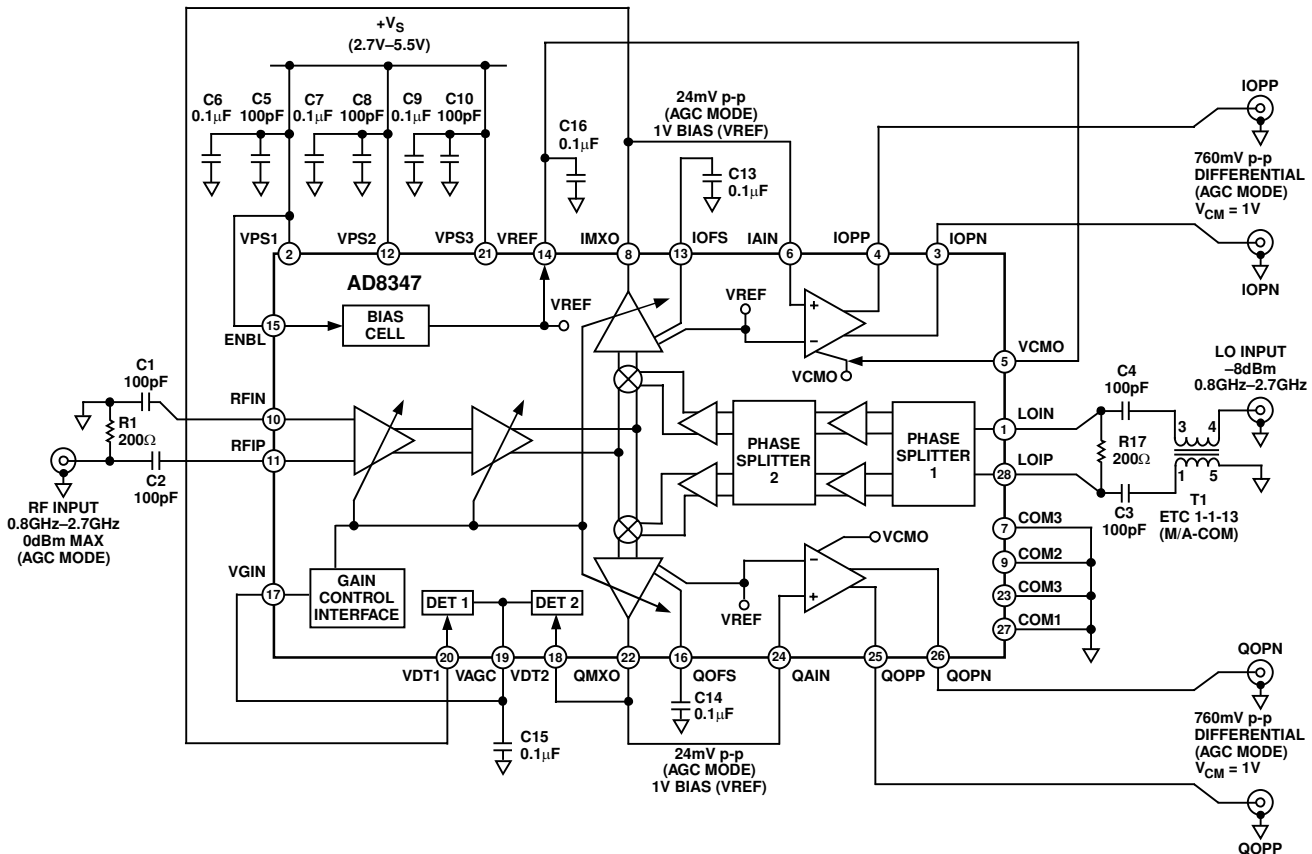 +VS
(2.7V–5.5V)
C6
0.1μF
C5
100pF
C7
0.1μF
C8
100pF
C9
0.1μF
C10
100pF
C16
0.1μF
24mV p-p
(AGC MODE)
1V BIAS (VREF)
C13
0.1μF
IOPP
760mV p-p
DIFFERENTIAL
(AGC MODE)
VCM = 1V
IOPN
VPS1
2
VPS2
12
VPS3
21
VREF
14
IMXO
8
IOFS
13
IAIN
6
IOPP
4
IOPN
3
AD8347
BIAS
CELL
VREF
VREF
+
–
VCMO
15
ENBL
5
VCMO
C1
100pF
R1
200Ω
C2
100pF
RFIN
10
RFIP
11
RF INPUT
0.8GHz–2.7GHz
0dBm MAX
(AGC MODE)
PHASE
SPLITTER
2
PHASE
SPLITTER
1
LOIN
1
LOIP
28
C4
100pF
R17
200Ω
C3
100pF
LO INPUT
–8dBm
0.8GHz–2.7GHz
3
4
1
5
T1
ETC 1-1-13
(M/A-COM)
COM3
7
COM2
9
COM3
23
COM1
27
VGIN
17
GAIN
CONTROL
INTERFACE
DET 1
DET 2
VREF
VCMO
–
+
20
VDT1
19
VAGC
18
VDT2
22
QMXO
16
QOFS
24
QAIN
25
QOPP
26
QOPN
C14
0.1μF
C15
0.1μF
24mV p-p
(AGC MODE)
1V BIAS (VREF)
QOPN
760mV p-p
DIFFERENTIAL
(AGC MODE)
VCM = 1V
QOPP